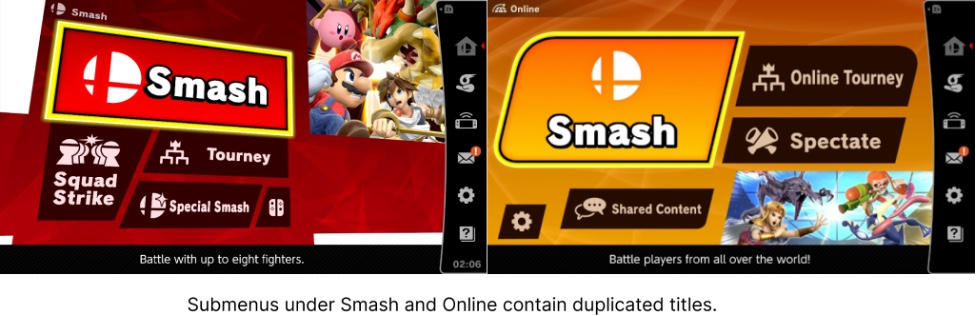 Smash
Smash
Squad
Strike
Tourney
Special Smash
!
?
Battle with up to eight fighters.
02:06
Online
Smash
Online Tourney
Spectate
Shared Content
!
?
Battle players from all over the world!
Submenus under Smash and Online contain duplicated titles.